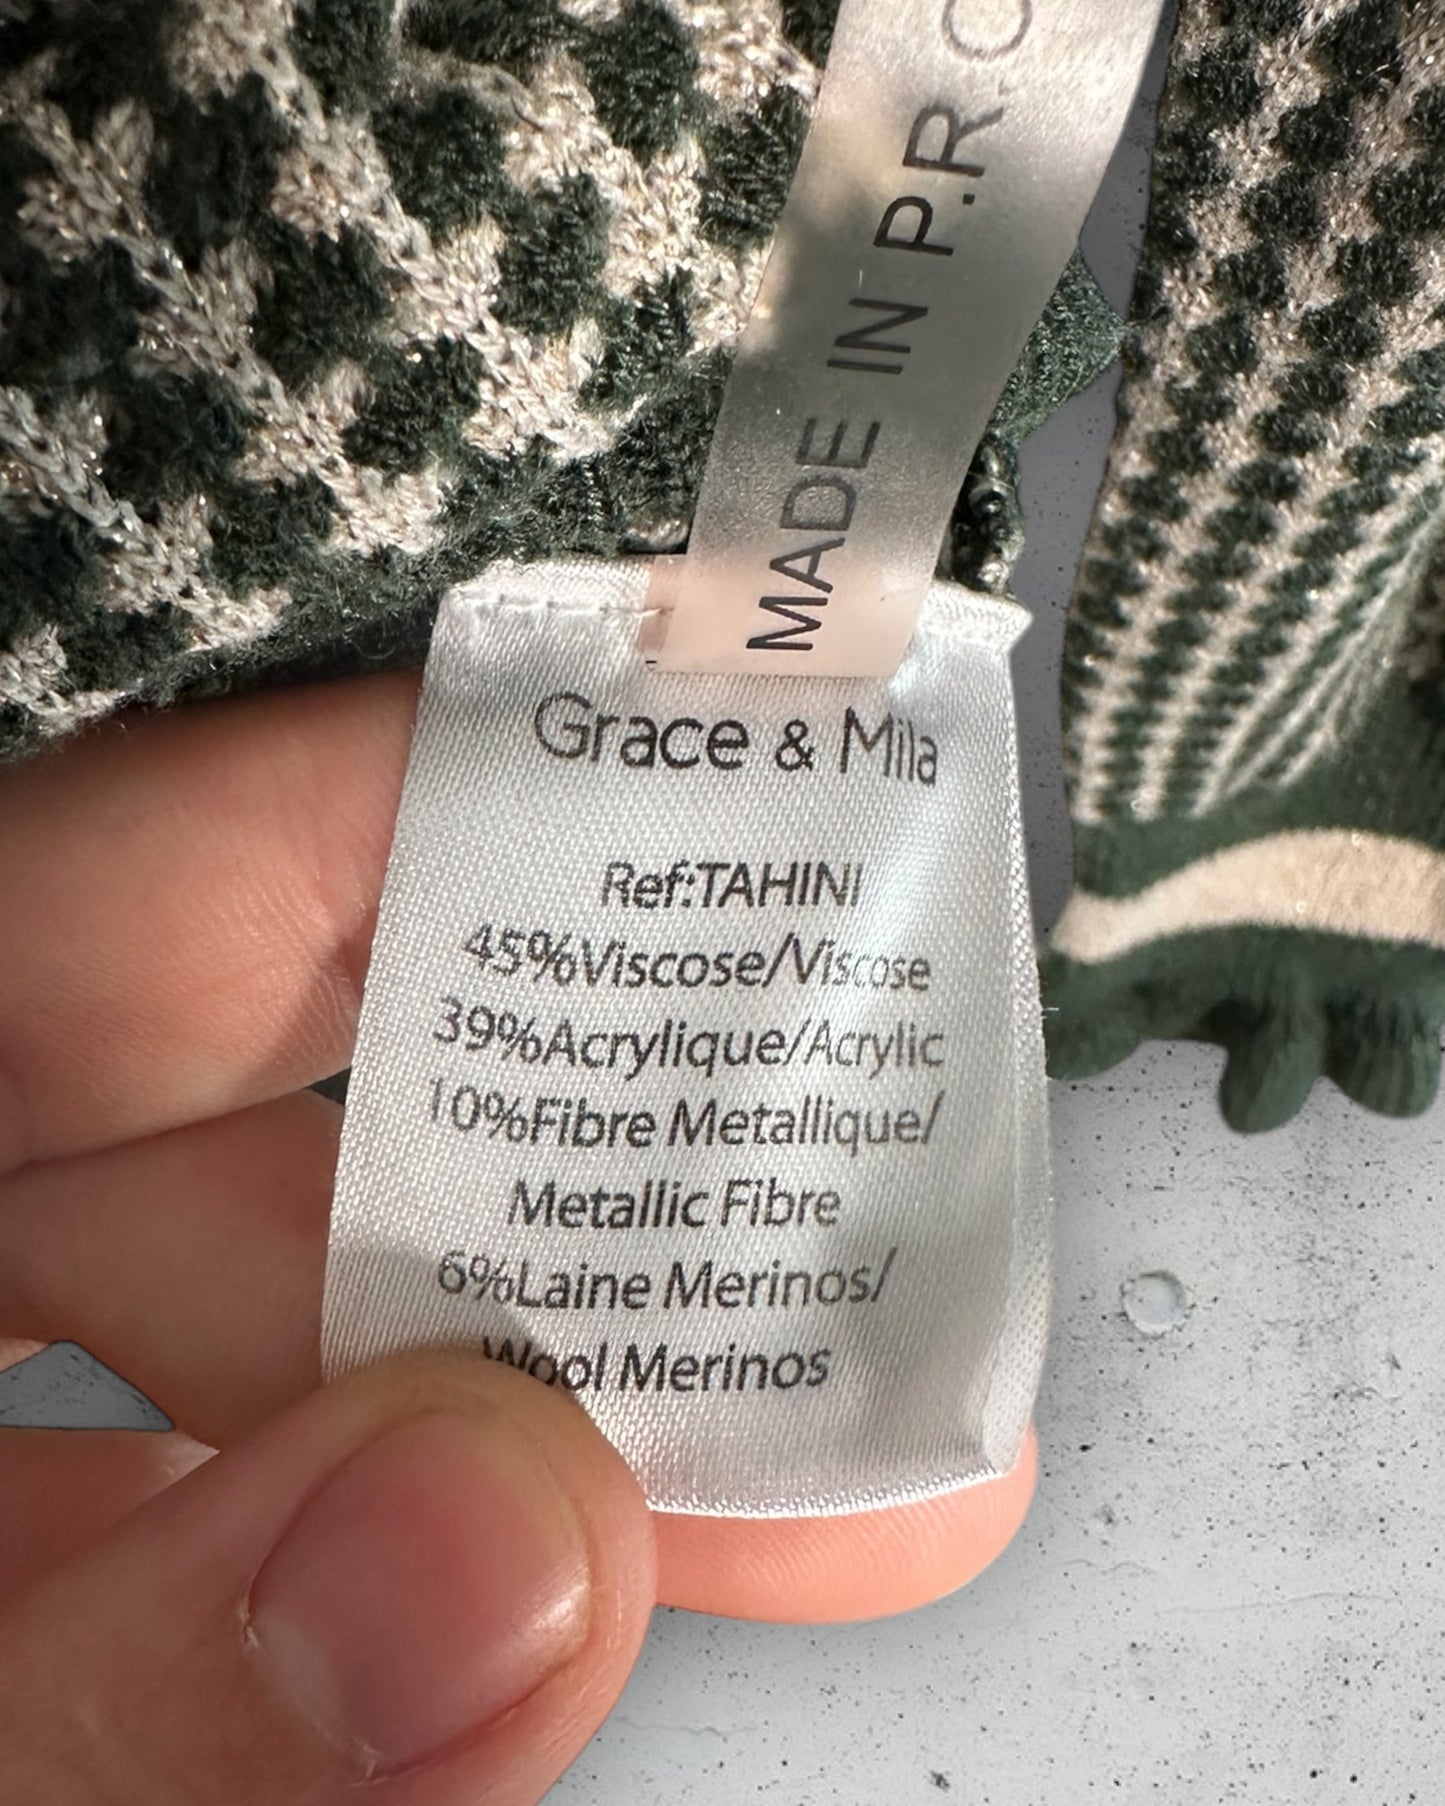 MADE IN P.R.C
Grace & Mila
Ref:TAHINI
45%Viscose/Viscose
39%Acrylique/Acrylic
10%Fibre Metallique/
Metallic Fibre
6%Laine Merinos/
Wool Merinos